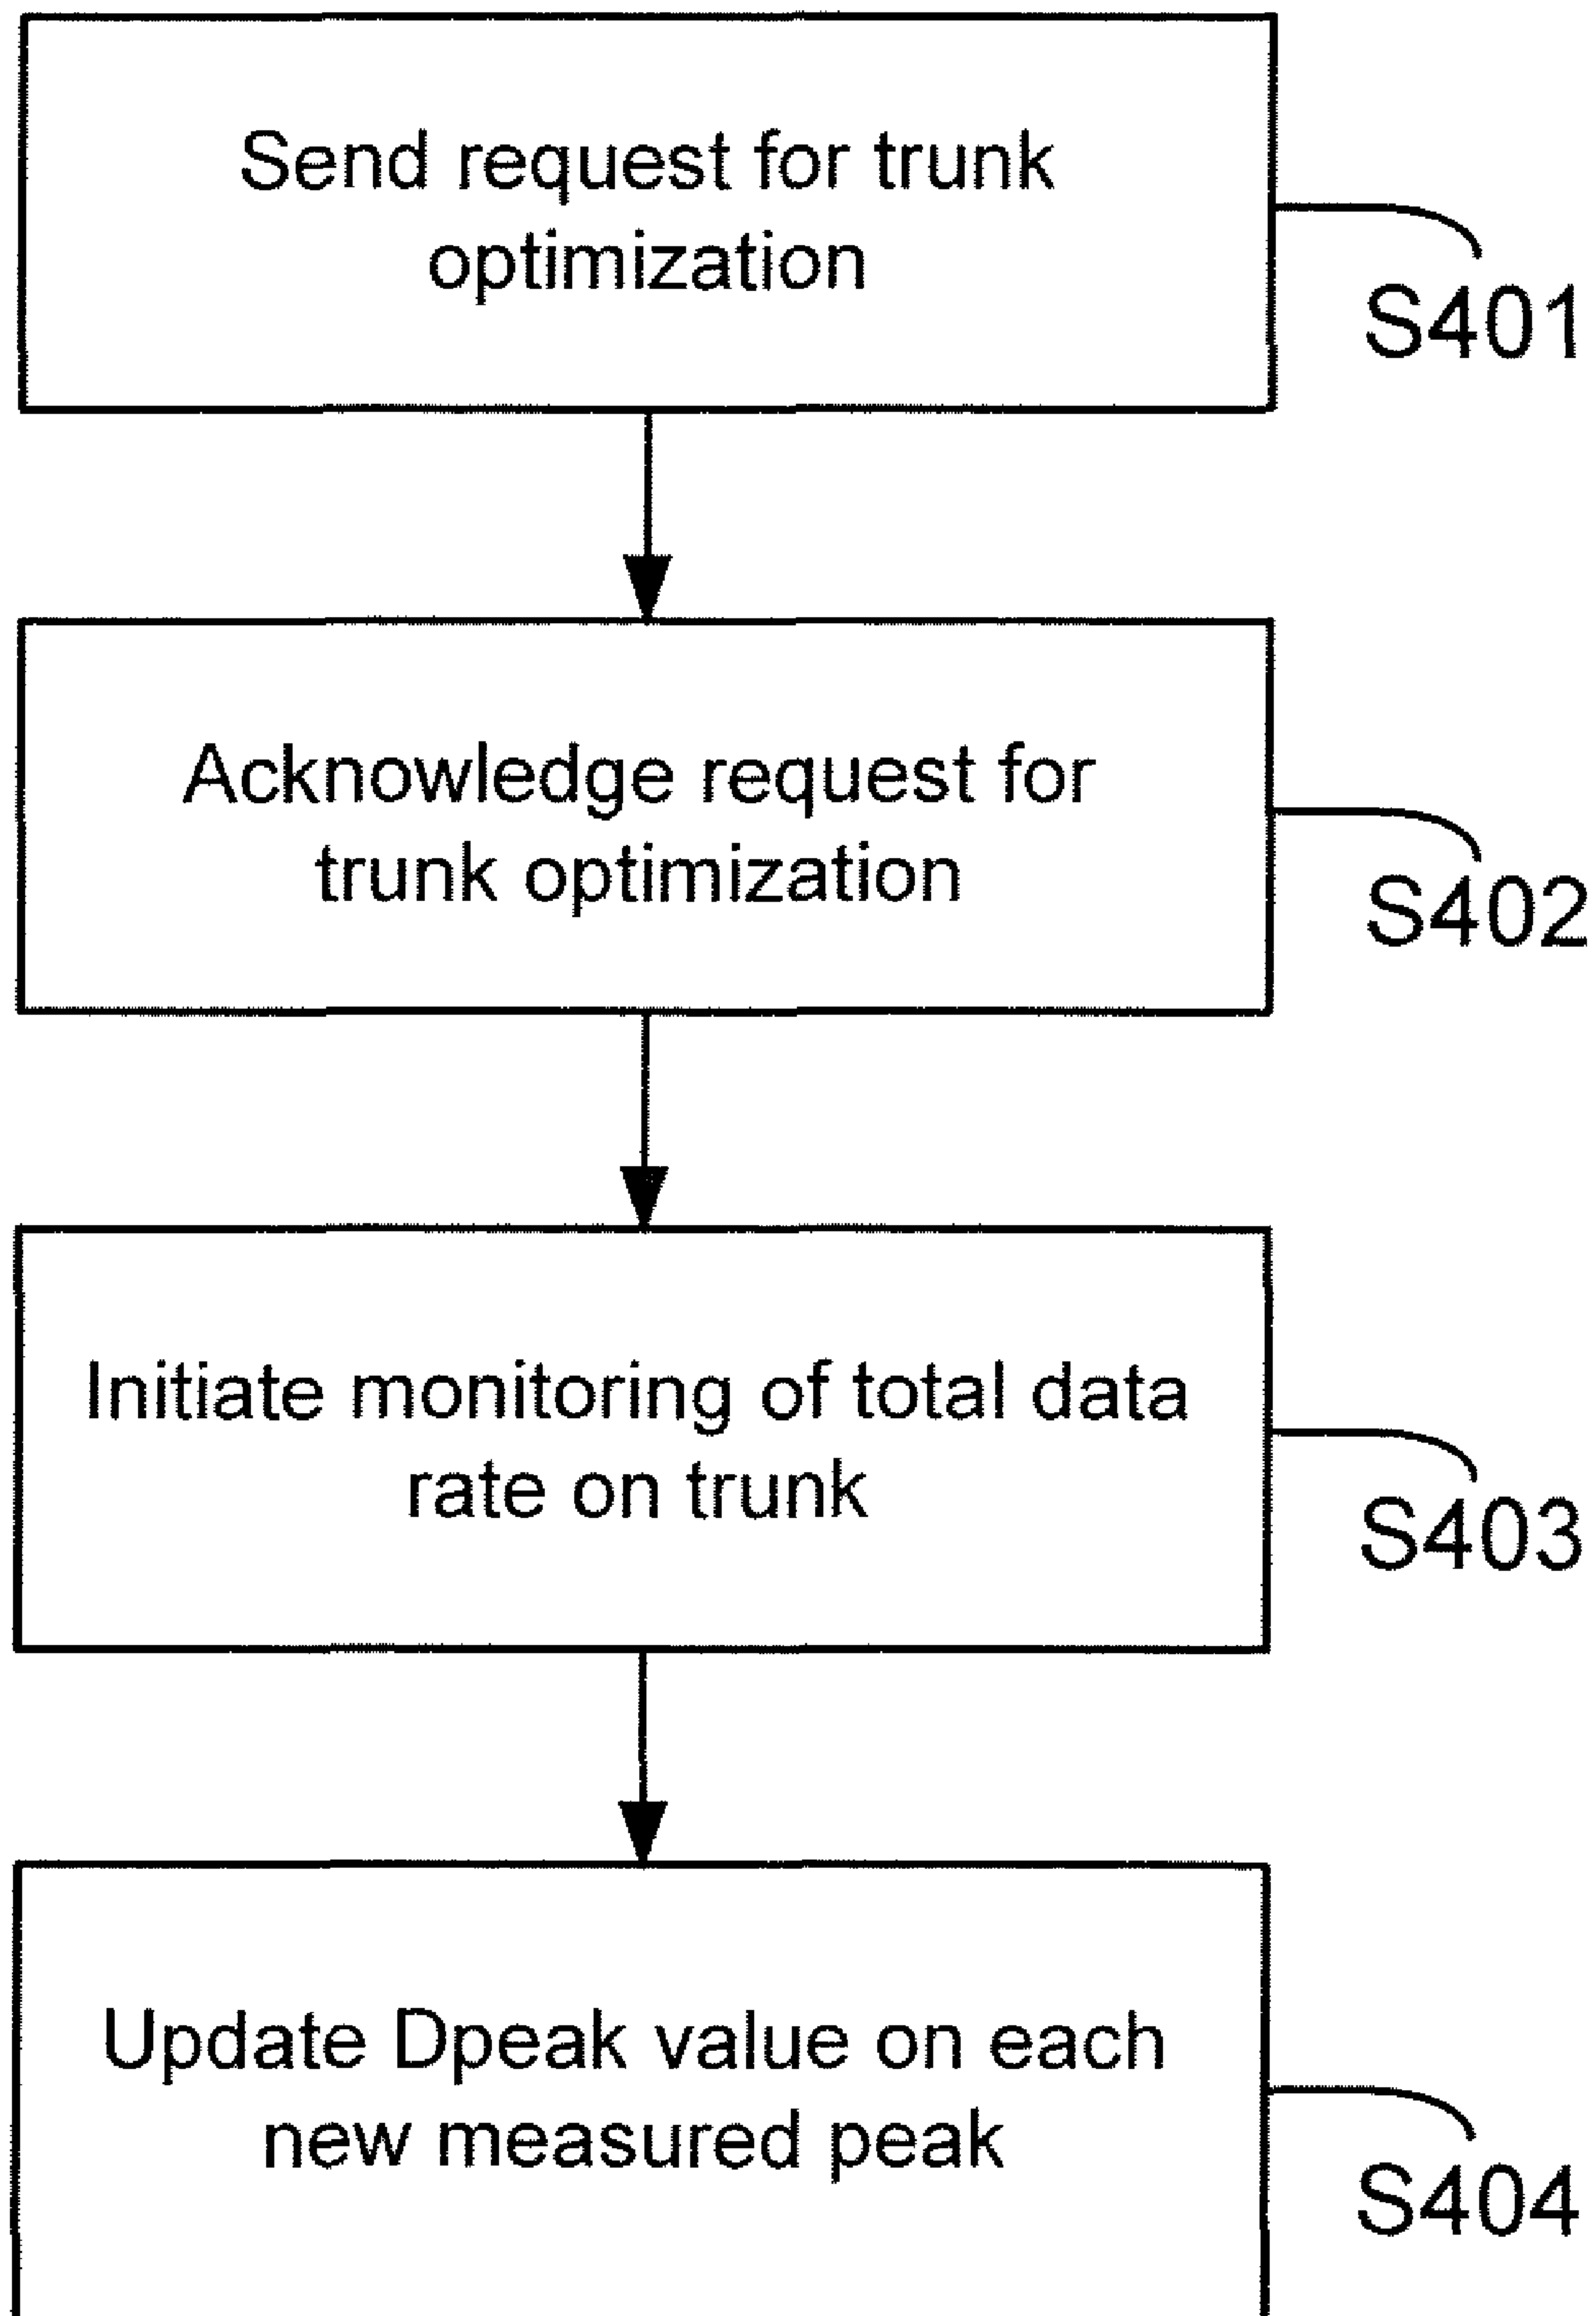 Send request for trunk
optimization
S401
Acknowledge request for
trunk optimization
S402
Initiate monitoring of total data
rate on trunk
S403
Update Dpeak value on each
new measured peak
S404